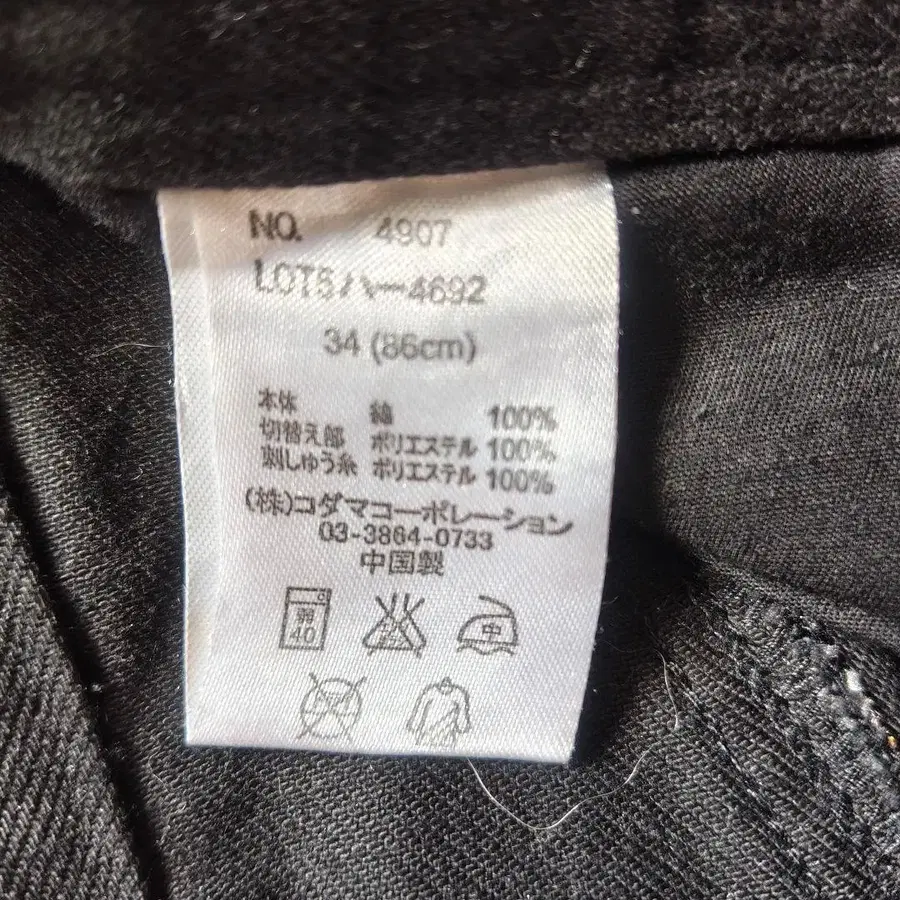 NO. 4907
LOT5ハー4692
34 (86cm)
本体 綿 100%
切替え部 ポリエステル 100%
刺しゅう糸 ポリエステル 100%
(株)コダマコーポレーション
03-3864-0733
中国製
弱 中
40